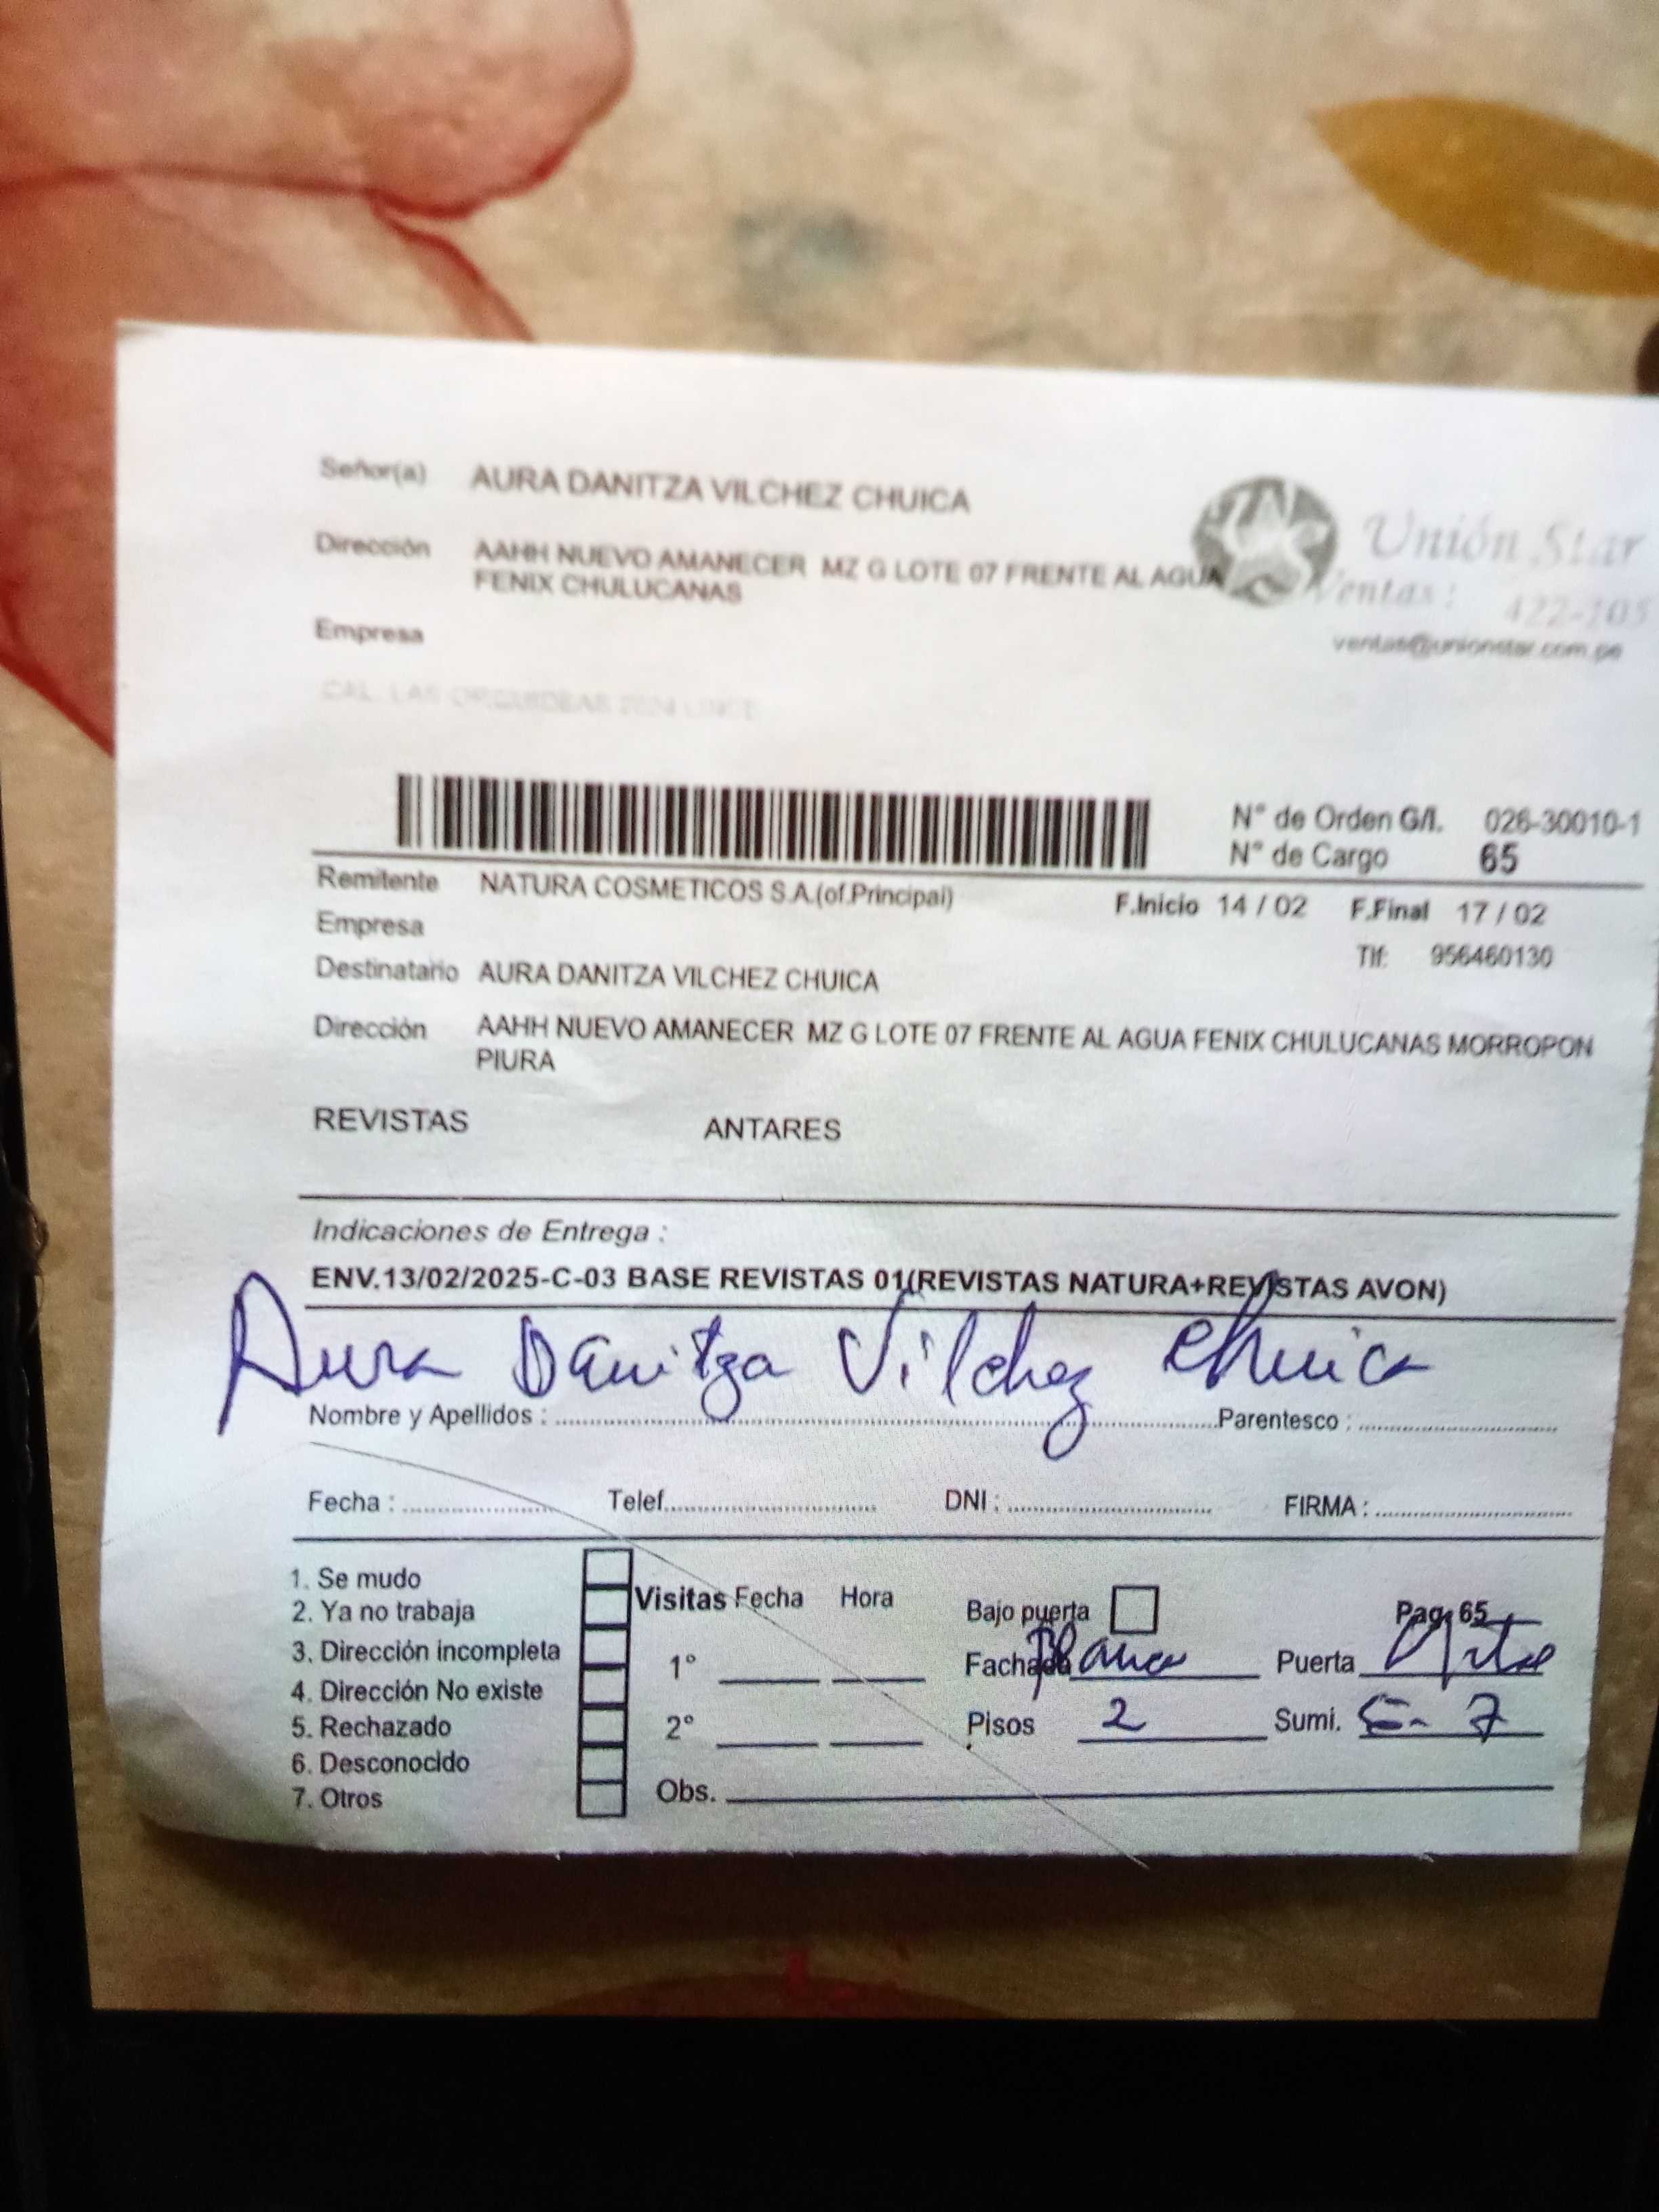 Señor(a) AURA DANITZA VILCHEZ CHUICA
Dirección AAHH NUEVO AMANECER MZ G LOTE 07 FRENTE AL AGUA
FENIX CHULUCANAS
Unión Star
Ventas: 422-105
Empresa
ventas@unionstar.com.pe
CAL. LAS ORQUIDEAS LINCE
N° de Orden G/I. 026-30010-1
N° de Cargo 65
Remitente NATURA COSMETICOS S.A.(of.Principal) F.Inicio 14 / 02 F.Final 17 / 02
Empresa
Tlf: 956460130
Destinatario AURA DANITZA VILCHEZ CHUICA
Dirección AAHH NUEVO AMANECER MZ G LOTE 07 FRENTE AL AGUA FENIX CHULUCANAS MORROPON
PIURA
REVISTAS ANTARES
Indicaciones de Entrega :
ENV.13/02/2025-C-03 BASE REVISTAS 01(REVISTAS NATURA+REVISTAS AVON)
Aura Danitza Vilchez Chuica
Nombre y Apellidos : Parentesco :
Fecha : Telef. DNI : FIRMA :
1. Se mudo
2. Ya no trabaja
3. Dirección incompleta
4. Dirección No existe
5. Rechazado
6. Desconocido
7. Otros
Visitas Fecha Hora
1°
2°
Obs.
Bajo puerta Pag. 65
Fachada Puerta
Pisos 2 Sumi.